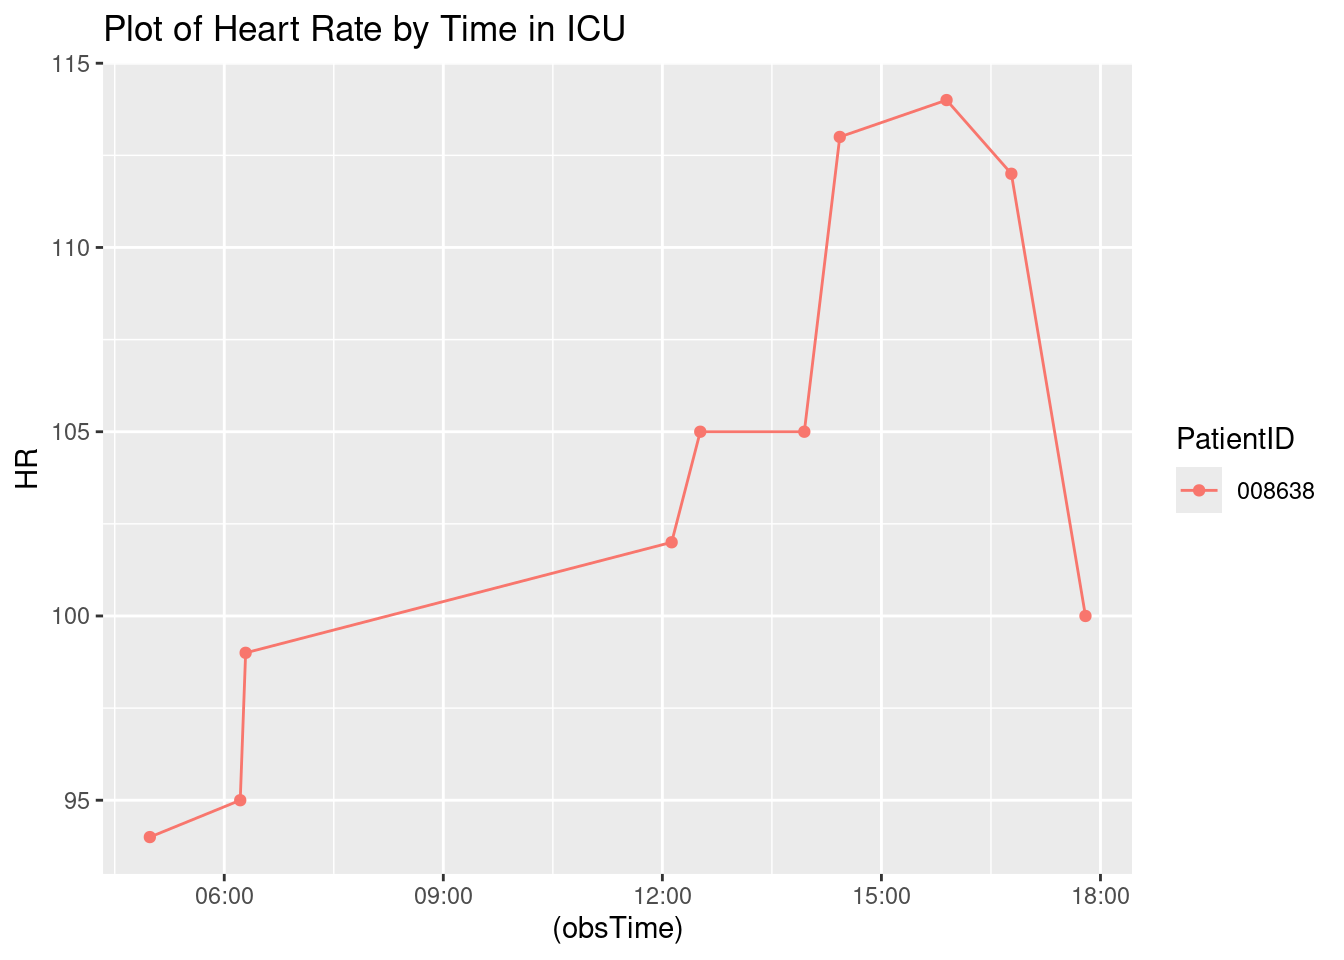 Plot of Heart Rate by Time in ICU
115
110
105
100
95
HR
06:00 09:00 12:00 15:00 18:00
(obsTime)
PatientID
008638